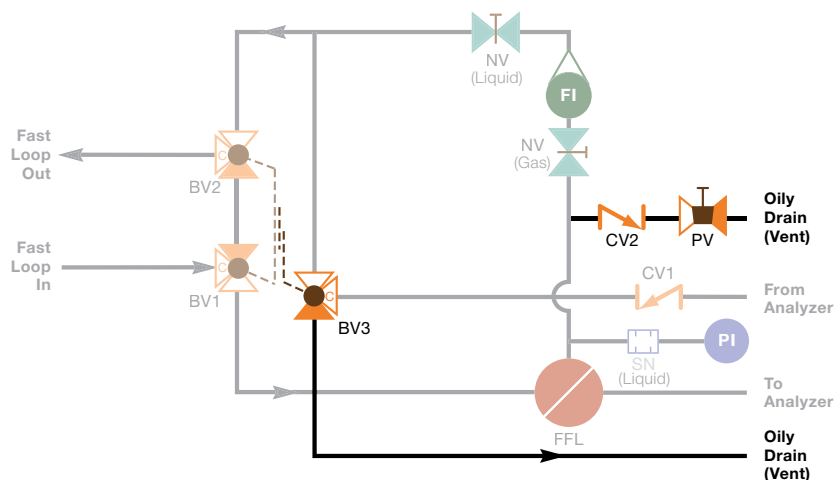 NV
(Liquid)
FI
Fast
Loop
Out
C
BV2
NV
(Gas)
Oily
Drain
(Vent)
CV2
PV
Fast
Loop
In
C
BV1
CV1
C
BV3
From
Analyzer
PI
SN
(Liquid)
To
Analyzer
FFL
Oily
Drain
(Vent)